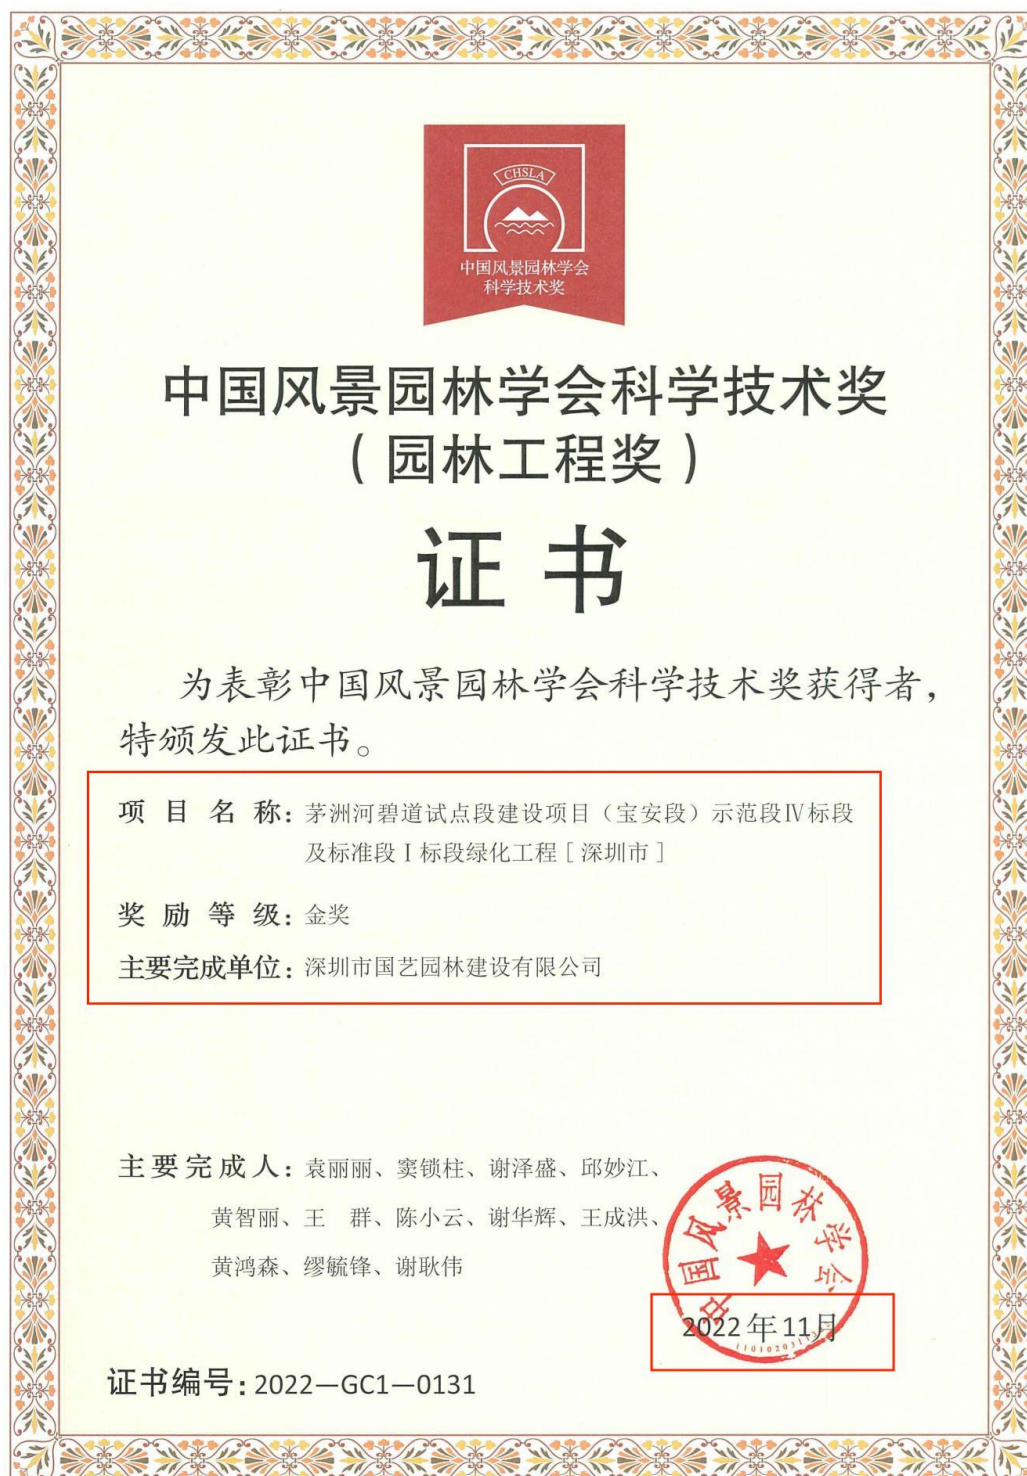 CHSLA
中国风景园林学会
科学技术奖
中国风景园林学会科学技术奖
（园林工程奖）
证书
为表彰中国风景园林学会科学技术奖获得者，
特颁发此证书。
项目名称：茅洲河碧道试点段建设项目（宝安段）示范段Ⅳ标段
及标准段Ⅰ标段绿化工程［深圳市］
奖励等级：金奖
主要完成单位：深圳市国艺园林建设有限公司
主要完成人：袁丽丽、窦锁柱、谢泽盛、邱妙江、
黄智丽、王 群、陈小云、谢华辉、王成洪、
黄鸿森、缪毓锋、谢耿伟
中国风景园林学会
2022年11月
证书编号：2022—GC1—0131